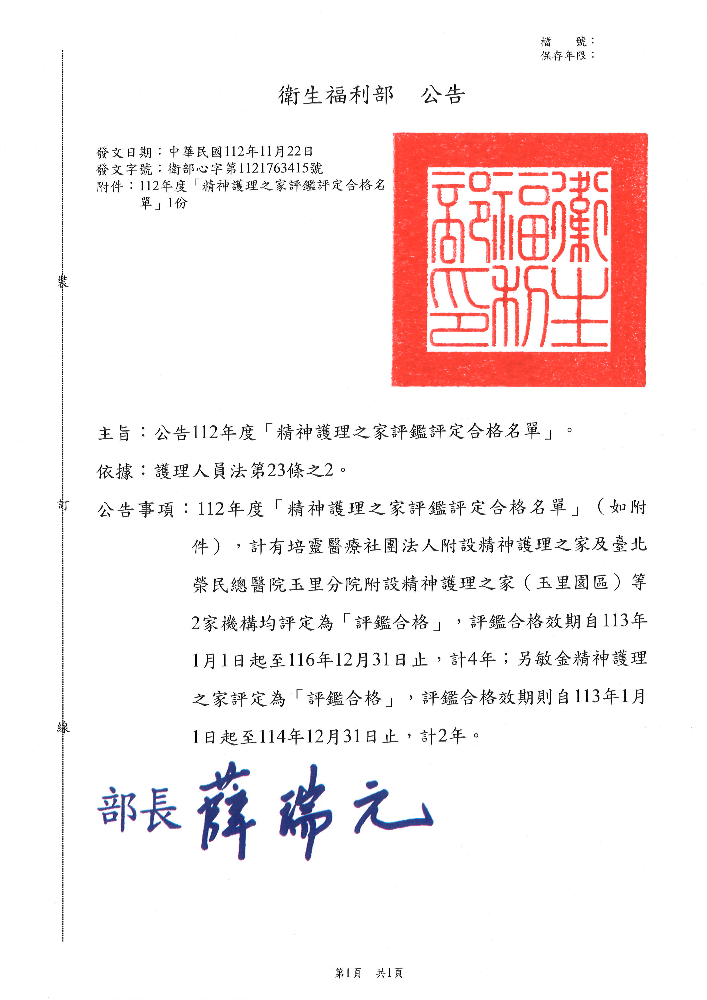 檔　　號：
保存年限：
衛生福利部　公告
發文日期：中華民國112年11月22日
發文字號：衛部心字第1121763415號
附件：112年度「精神護理之家評鑑評定合格名
單」1份
衛生福利部印
主旨：公告112年度「精神護理之家評鑑評定合格名單」。
依據：護理人員法第23條之2。
公告事項：112年度「精神護理之家評鑑評定合格名單」（如附
件），計有培靈醫療社團法人附設精神護理之家及臺北
榮民總醫院玉里分院附設精神護理之家（玉里園區）等
2家機構均評定為「評鑑合格」，評鑑合格效期自113年
1月1日起至116年12月31日止，計4年；另敏金精神護理
之家評定為「評鑑合格」，評鑑合格效期則自113年1月
1日起至114年12月31日止，計2年。
部長 薛瑞元
裝
訂
線
第1頁　共1頁